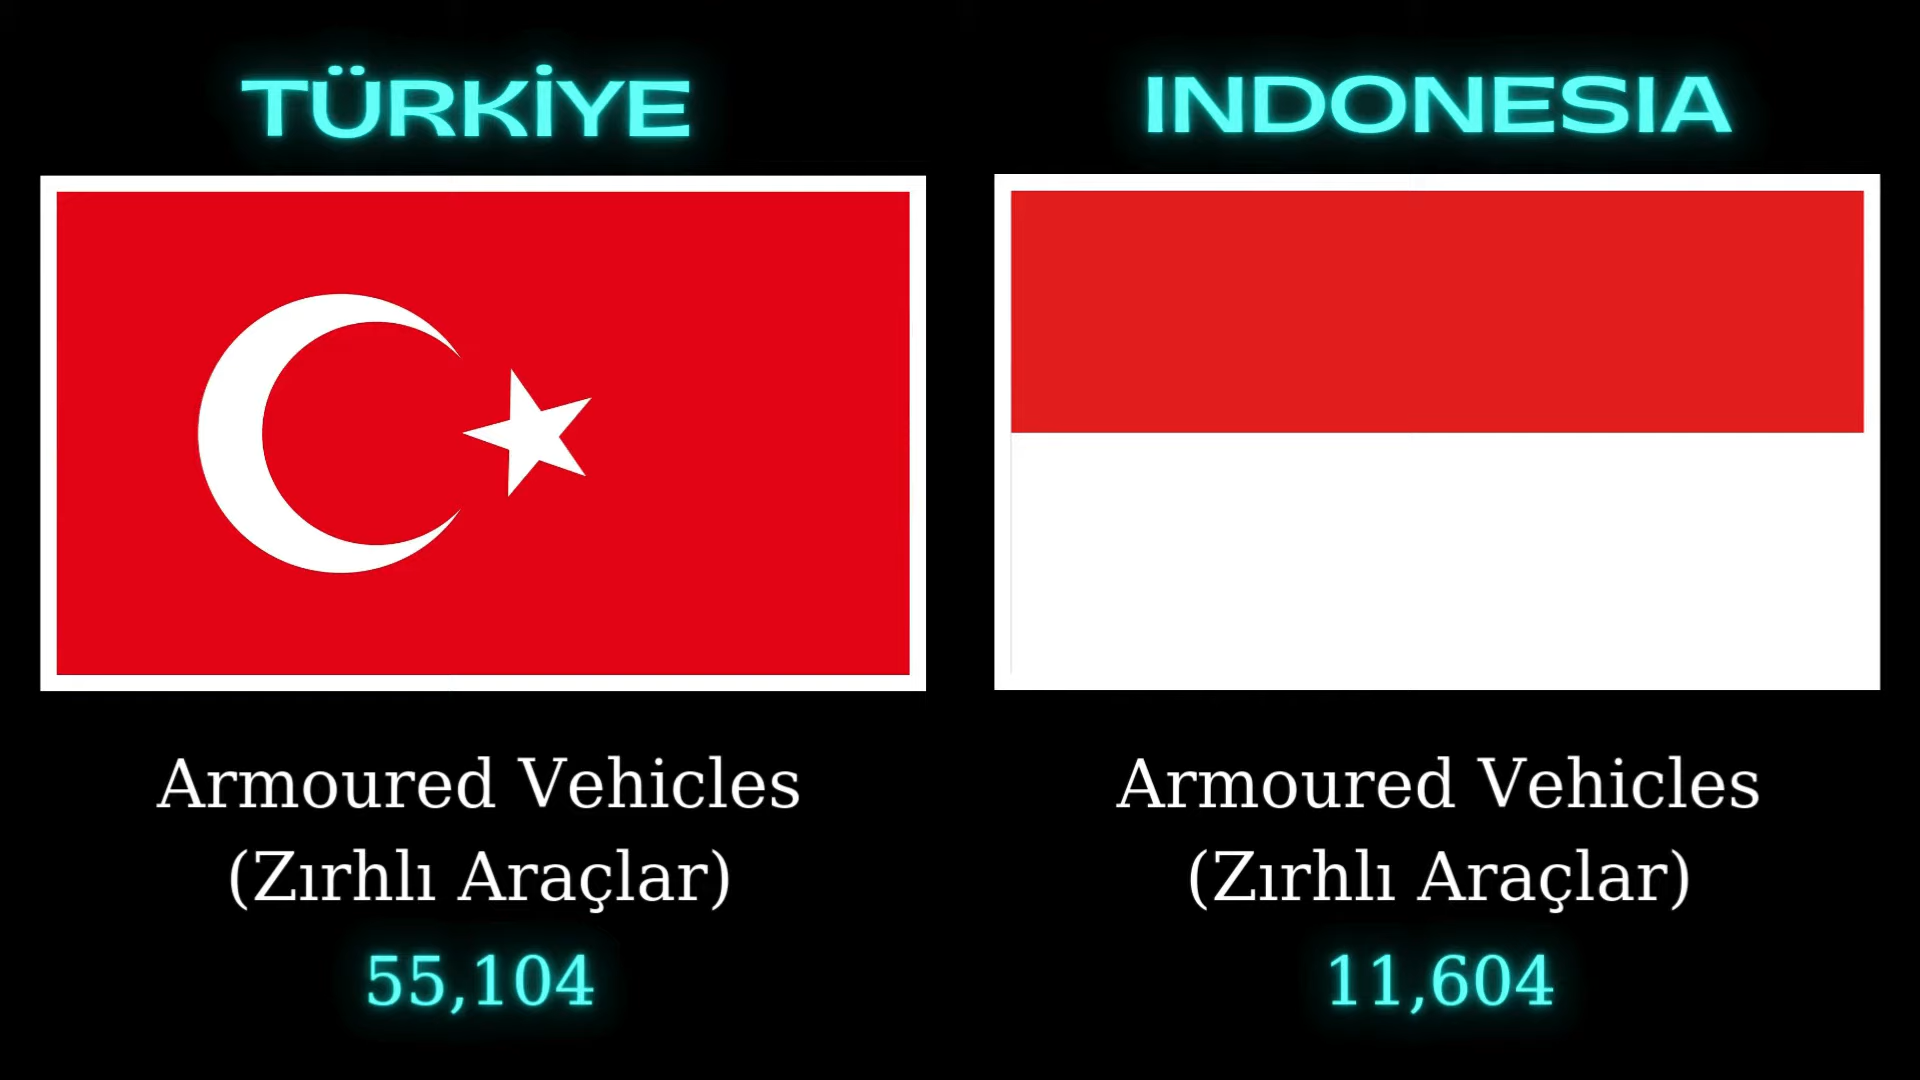 TÜRKİYE
INDONESIA
Armoured Vehicles
(Zırhlı Araçlar)
55,104
Armoured Vehicles
(Zırhlı Araçlar)
11,604